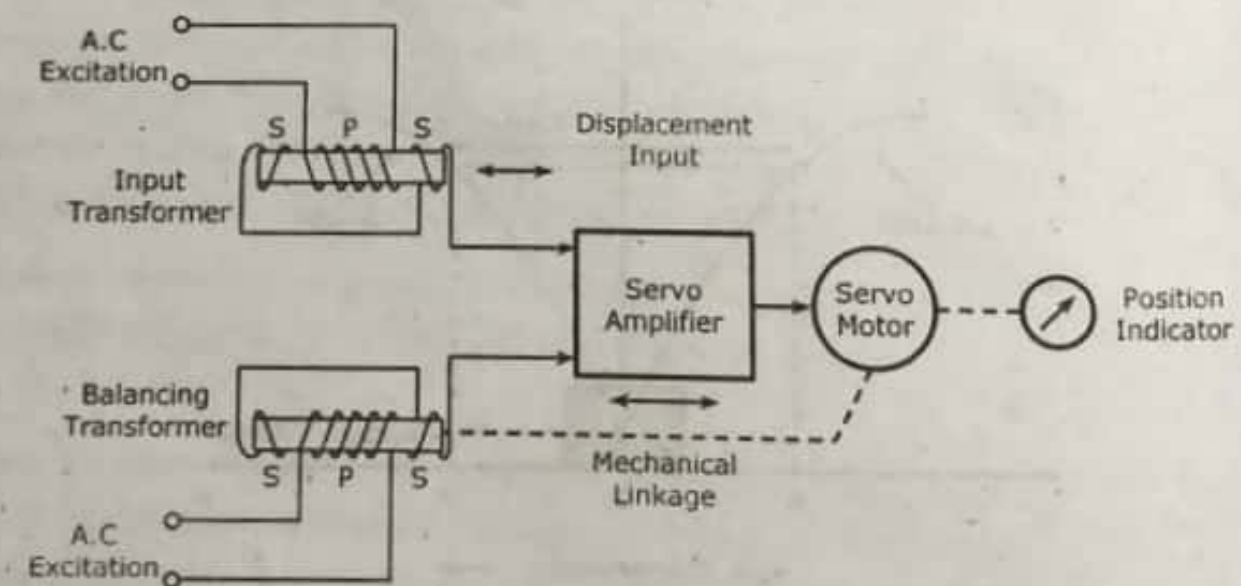 A.C
Excitation
S P S
Input
Transformer
Displacement
Input
Servo
Amplifier
Servo
Motor
Position
Indicator
Balancing
Transformer
S P S
Mechanical
Linkage
A.C
Excitation